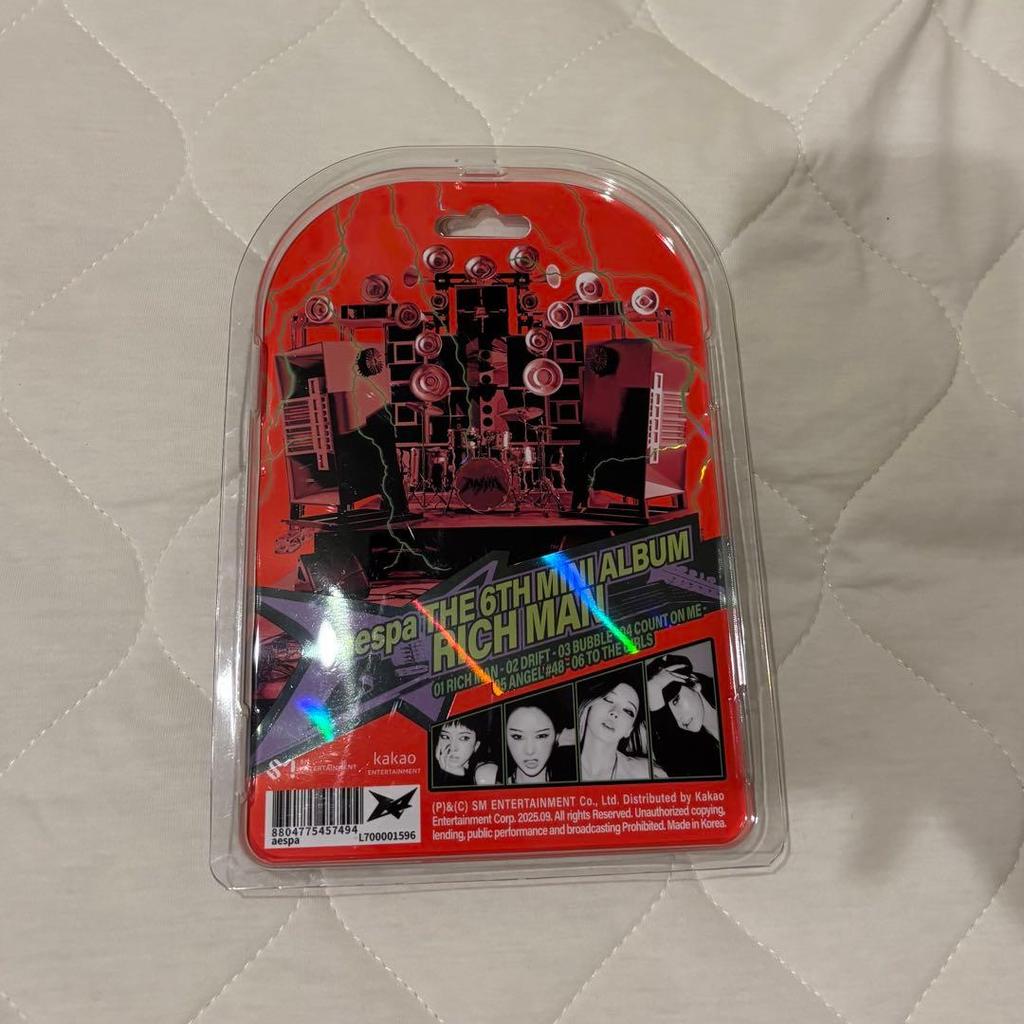 aespa THE 6TH MINI ALBUM
RICH MAN
01 RICH MAN - 02 DRIFT - 03 BUBBLE - 04 COUNT ON ME -
05 ANGEL #48 - 06 TO THE GIRLS
ENTERTAINMENT
kakao
ENTERTAINMENT
8804775457494
aespa
L700001596
(P)&(C) SM ENTERTAINMENT Co., Ltd. Distributed by Kakao
Entertainment Corp. 2025.09. All rights Reserved. Unauthorized copying,
lending, public performance and broadcasting Prohibited. Made in Korea.